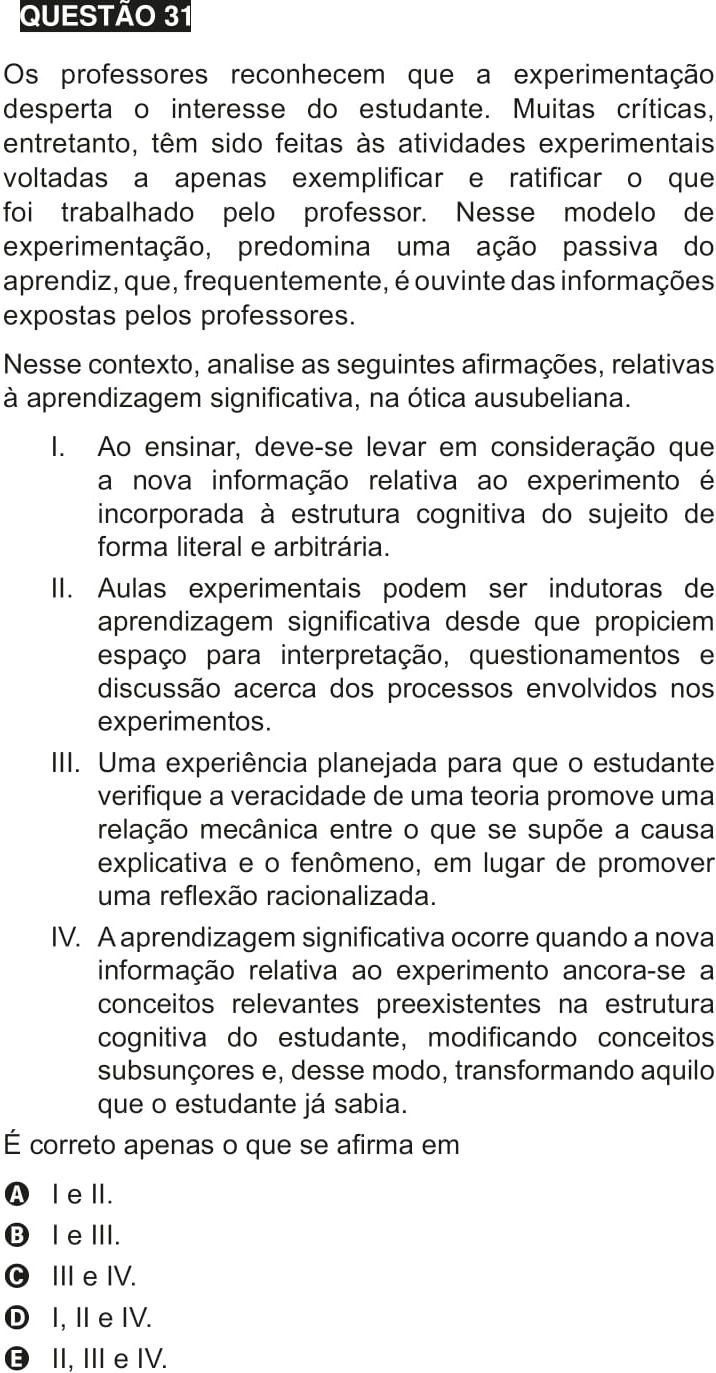 QUESTÃO 31
Os professores reconhecem que a experimentação
desperta o interesse do estudante. Muitas críticas,
entretanto, têm sido feitas às atividades experimentais
voltadas a apenas exemplificar e ratificar o que
foi trabalhado pelo professor. Nesse modelo de
experimentação, predomina uma ação passiva do
aprendiz, que, frequentemente, é ouvinte das informações
expostas pelos professores.
Nesse contexto, analise as seguintes afirmações, relativas
à aprendizagem significativa, na ótica ausubeliana.
I. Ao ensinar, deve-se levar em consideração que
a nova informação relativa ao experimento é
incorporada à estrutura cognitiva do sujeito de
forma literal e arbitrária.
II. Aulas experimentais podem ser indutoras de
aprendizagem significativa desde que propiciem
espaço para interpretação, questionamentos e
discussão acerca dos processos envolvidos nos
experimentos.
III. Uma experiência planejada para que o estudante
verifique a veracidade de uma teoria promove uma
relação mecânica entre o que se supõe a causa
explicativa e o fenômeno, em lugar de promover
uma reflexão racionalizada.
IV. A aprendizagem significativa ocorre quando a nova
informação relativa ao experimento ancora-se a
conceitos relevantes preexistentes na estrutura
cognitiva do estudante, modificando conceitos
subsunçores e, desse modo, transformando aquilo
que o estudante já sabia.
É correto apenas o que se afirma em
A I e II.
B I e III.
C III e IV.
D I, II e IV.
E II, III e IV.